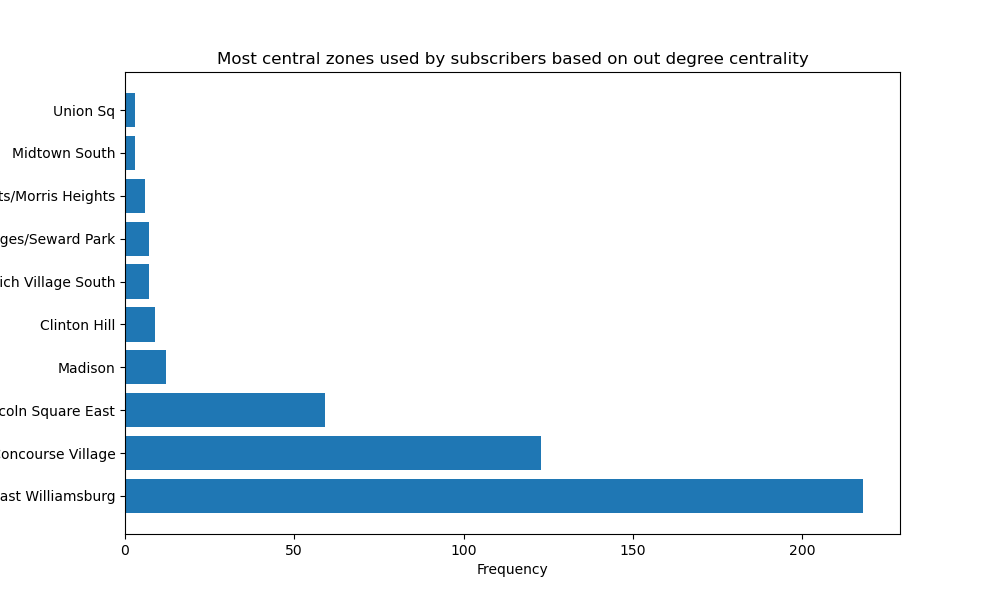 Most central zones used by subscribers based on out degree centrality
Union Sq
Midtown South
ts/Morris Heights
ges/Seward Park
ich Village South
Clinton Hill
Madison
coln Square East
Concourse Village
ast Williamsburg
0 50 100 150 200
Frequency